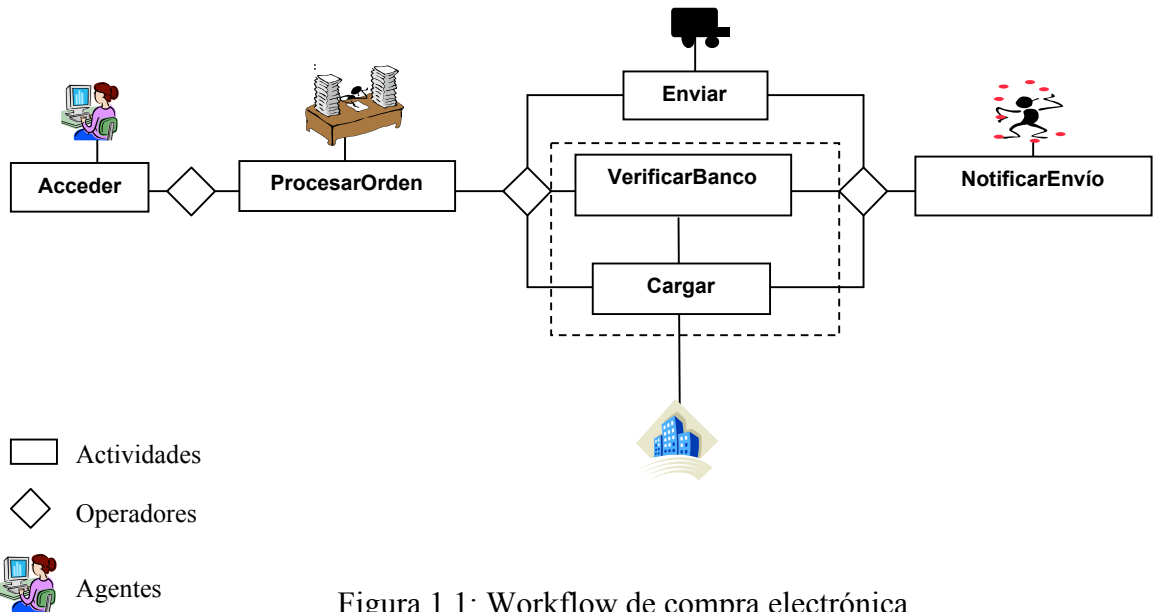 Enviar
Acceder
ProcesarOrden
VerificarBanco
NotificarEnvío
Cargar
Actividades
Operadores
Agentes
Figura 1.1: Workflow de compra electrónica